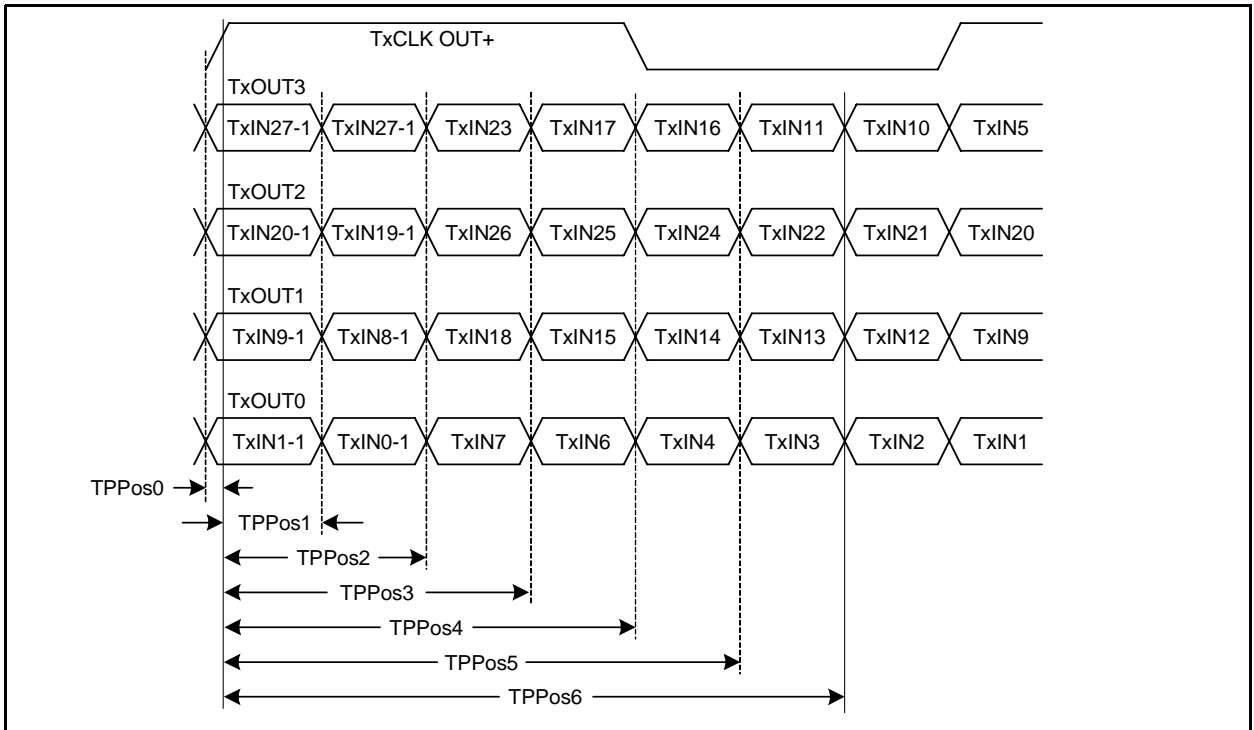 TxCLK OUT+
TxOUT3
TxIN27-1 TxIN27-1 TxIN23 TxIN17 TxIN16 TxIN11 TxIN10 TxIN5
TxOUT2
TxIN20-1 TxIN19-1 TxIN26 TxIN25 TxIN24 TxIN22 TxIN21 TxIN20
TxOUT1
TxIN9-1 TxIN8-1 TxIN18 TxIN15 TxIN14 TxIN13 TxIN12 TxIN9
TxOUT0
TxIN1-1 TxIN0-1 TxIN7 TxIN6 TxIN4 TxIN3 TxIN2 TxIN1
TPPos0
TPPos1
TPPos2
TPPos3
TPPos4
TPPos5
TPPos6